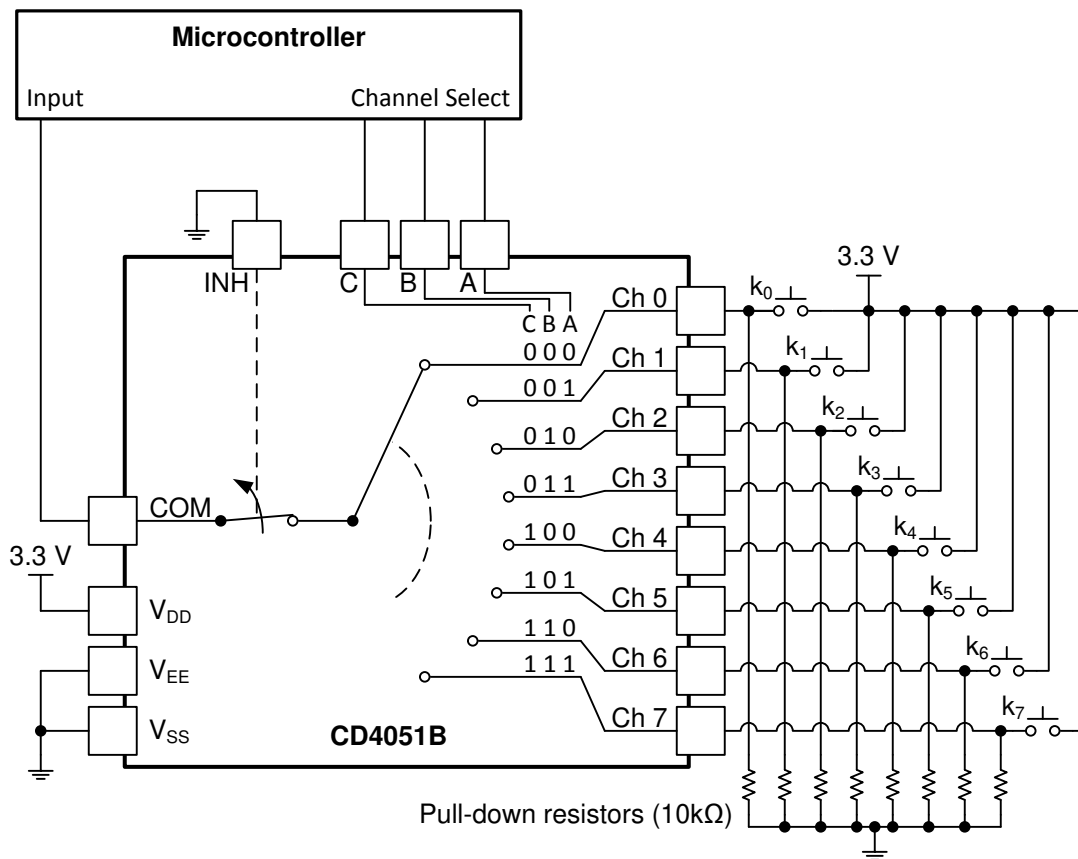 Microcontroller
Input
Channel Select
INH
C
B
A
C B A
3.3 V
k0
Ch 0
0 0 0
k1
Ch 1
0 0 1
k2
Ch 2
0 1 0
k3
Ch 3
0 1 1
COM
k4
Ch 4
1 0 0
3.3 V
k5
Ch 5
1 0 1
VDD
k6
Ch 6
1 1 0
VEE
k7
Ch 7
1 1 1
VSS
CD4051B
Pull-down resistors (10kΩ)